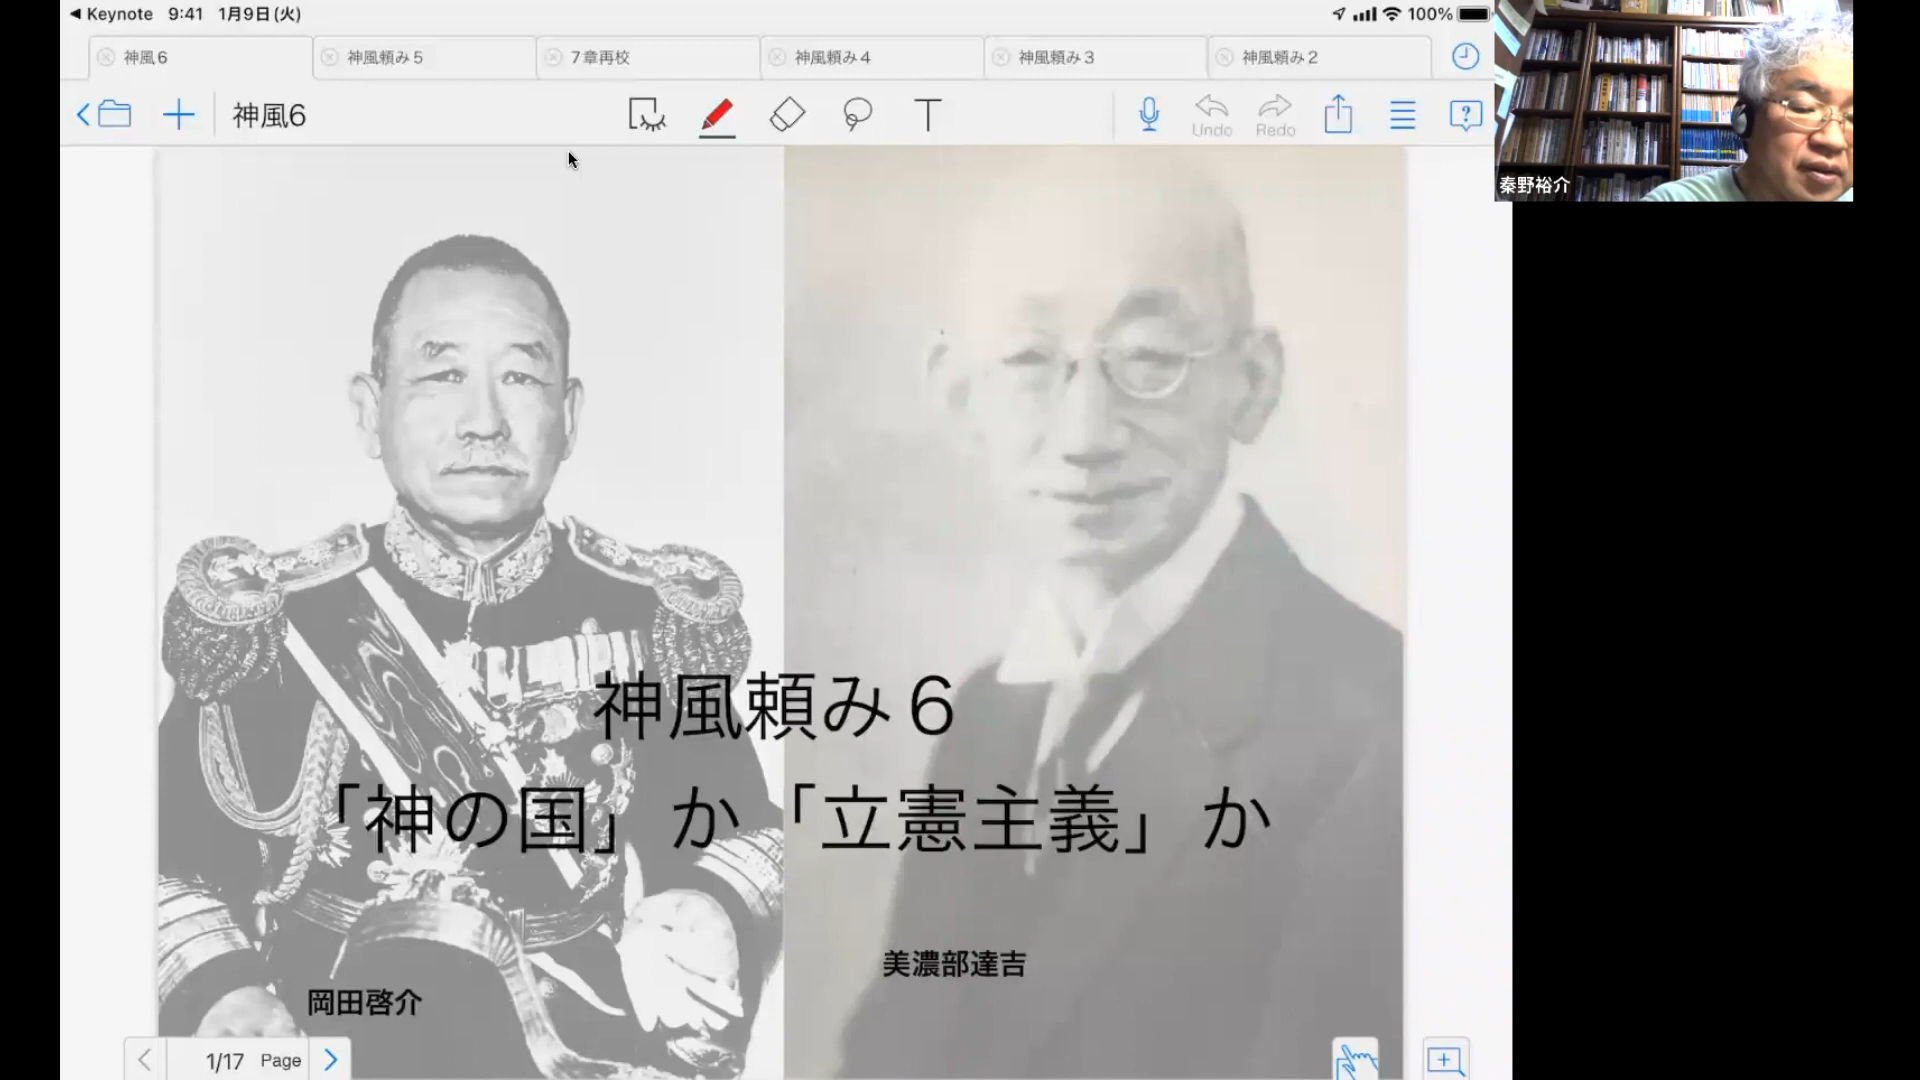 ◀ Keynote 9:41 1月9日(火)
100%
神風6
神風頼み5
7章再校
神風頼み4
神風頼み3
神風頼み2
神風6
T
Undo
Redo
?
秦野裕介
神風頼み6
「神の国」か「立憲主義」か
美濃部達吉
岡田啓介
1/17 Page